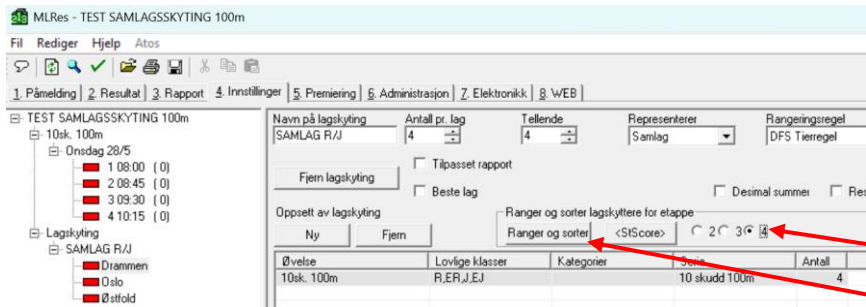 MLRes - TEST SAMLAGSSKYTING 100m
Fil Rediger Hjelp Atos
1. Påmelding 2. Resultat 3. Rapport 4. Innstillinger 5. Premiering 6. Administrasjon 7. Elektronikk 8. WEB
TEST SAMLAGSSKYTING 100m
10sk. 100m
Onsdag 28/5
1 08:00 ( 0)
2 08:45 ( 0)
3 09:30 ( 0)
4 10:15 ( 0)
Lagskyting
SAMLAG R/J
Drammen
Oslo
Østfold
Navn på lagskyting Antall pr. lag Tellende Representerer Rangeringsregel
SAMLAG R/J 4 4 Samlag DFS Tierregel
Fjern lagskyting
Tilpasset rapport
Beste lag Desimal summer Res
Oppsett av lagskyting Ranger og sorter lagskyttere for etappe
Ny Fjern Ranger og sorter <StScore> 2 3 4
Øvelse Lovlige klasser Kategorier Serie Antall
10sk. 100m R,ER,J,EJ 10 skudd 100m 4